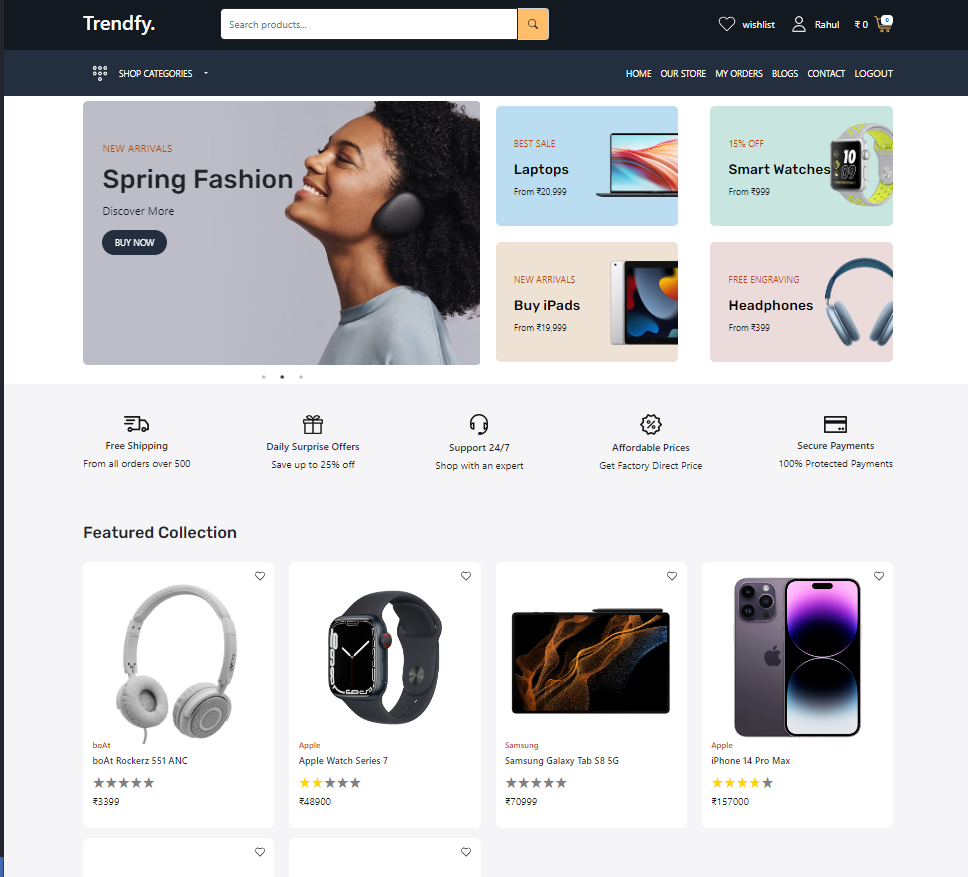 Trendfy.
Search products...
wishlist
Rahul
₹ 0
0
SHOP CATEGORIES
HOME
OUR STORE
MY ORDERS
BLOGS
CONTACT
LOGOUT
NEW ARRIVALS
Spring Fashion
Discover More
BUY NOW
BEST SALE
Laptops
From ₹20.999
15% OFF
Smart Watches
From ₹999
10
09
NEW ARRIVALS
Buy iPads
From ₹19.999
FREE ENGRAVING
Headphones
From ₹399
Free Shipping
From all orders over 500
Daily Surprise Offers
Save up to 25% off
Support 24/7
Shop with an expert
Affordable Prices
Get Factory Direct Price
Secure Payments
100% Protected Payments
Featured Collection
boAt
boAt
boAt Rockerz 551 ANC
₹3399
Apple
Apple Watch Series 7
₹48900
Samsung
Samsung Galaxy Tab S8 5G
₹70999
Apple
iPhone 14 Pro Max
₹157000